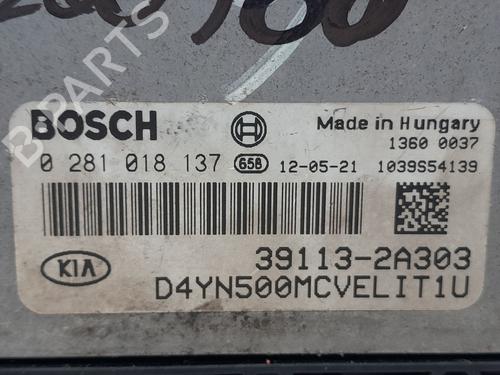 B-PARTS
BOSCH
Made in Hungary
1360 0037
0 281 018 137 658 12-05-21 1039S54139
39113-2A303
KIA
D4YN500MCVELIT1U